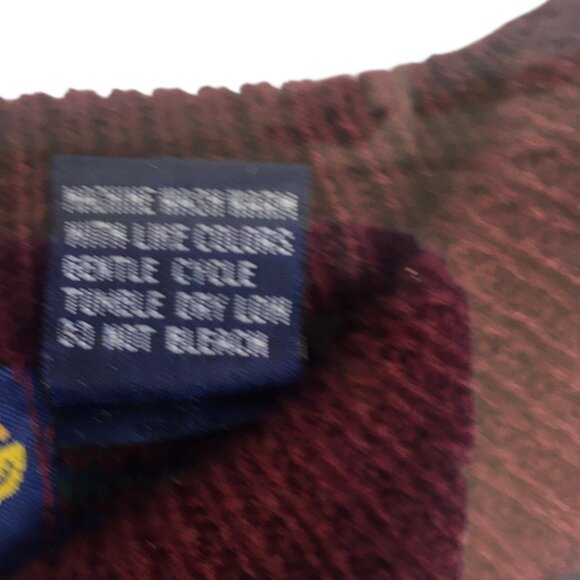 MACHINE WASH WARM
WITH LIKE COLORS
GENTLE CYCLE
TUMBLE DRY LOW
DO NOT BLEACH